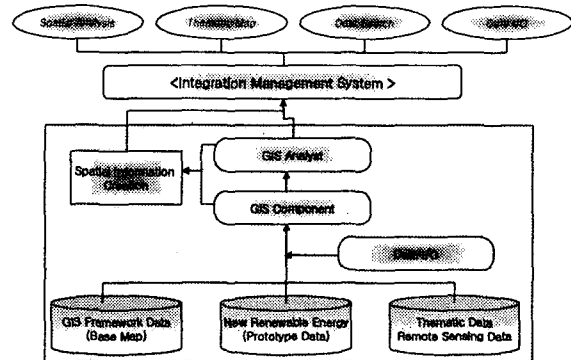 Spatial Analysis
Thematic Map
Data Search
Data I/O
<Integration Management System >
GIS Analyst
Spatial Information
Creation
GIS Component
Data I/O
GIS Framework Data
(Base Map)
New Renewable Energy
(Prototype Data)
Thematic Data
Remote Sensing Data